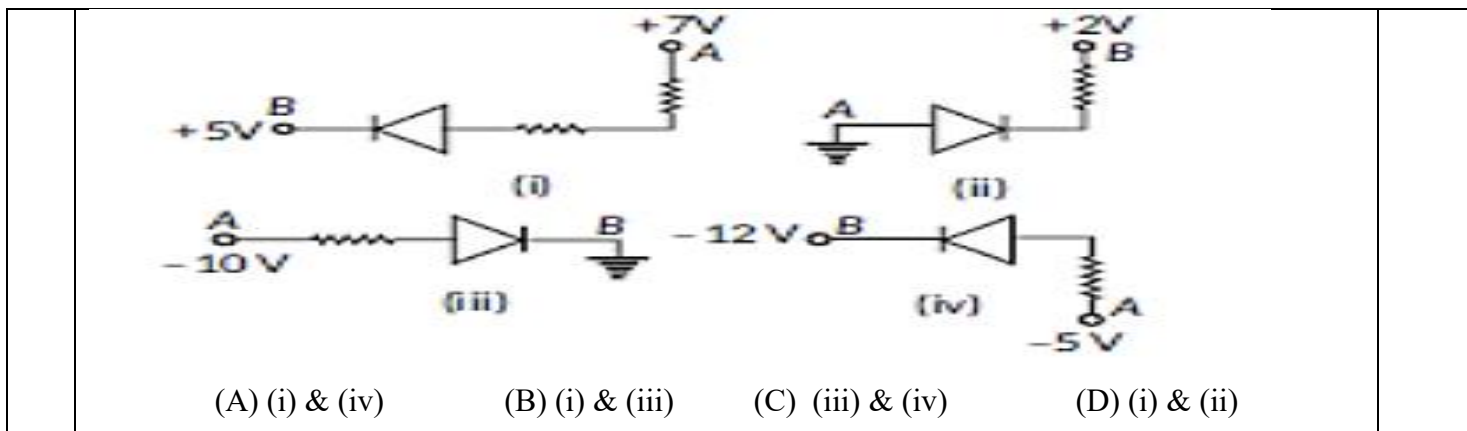 +7V +2V
A B
B A
+5V
(i) (ii)
A B - 12 V B
- 10 V
(iii) (iv) A
-5 V
(A) (i) & (iv) (B) (i) & (iii) (C) (iii) & (iv) (D) (i) & (ii)